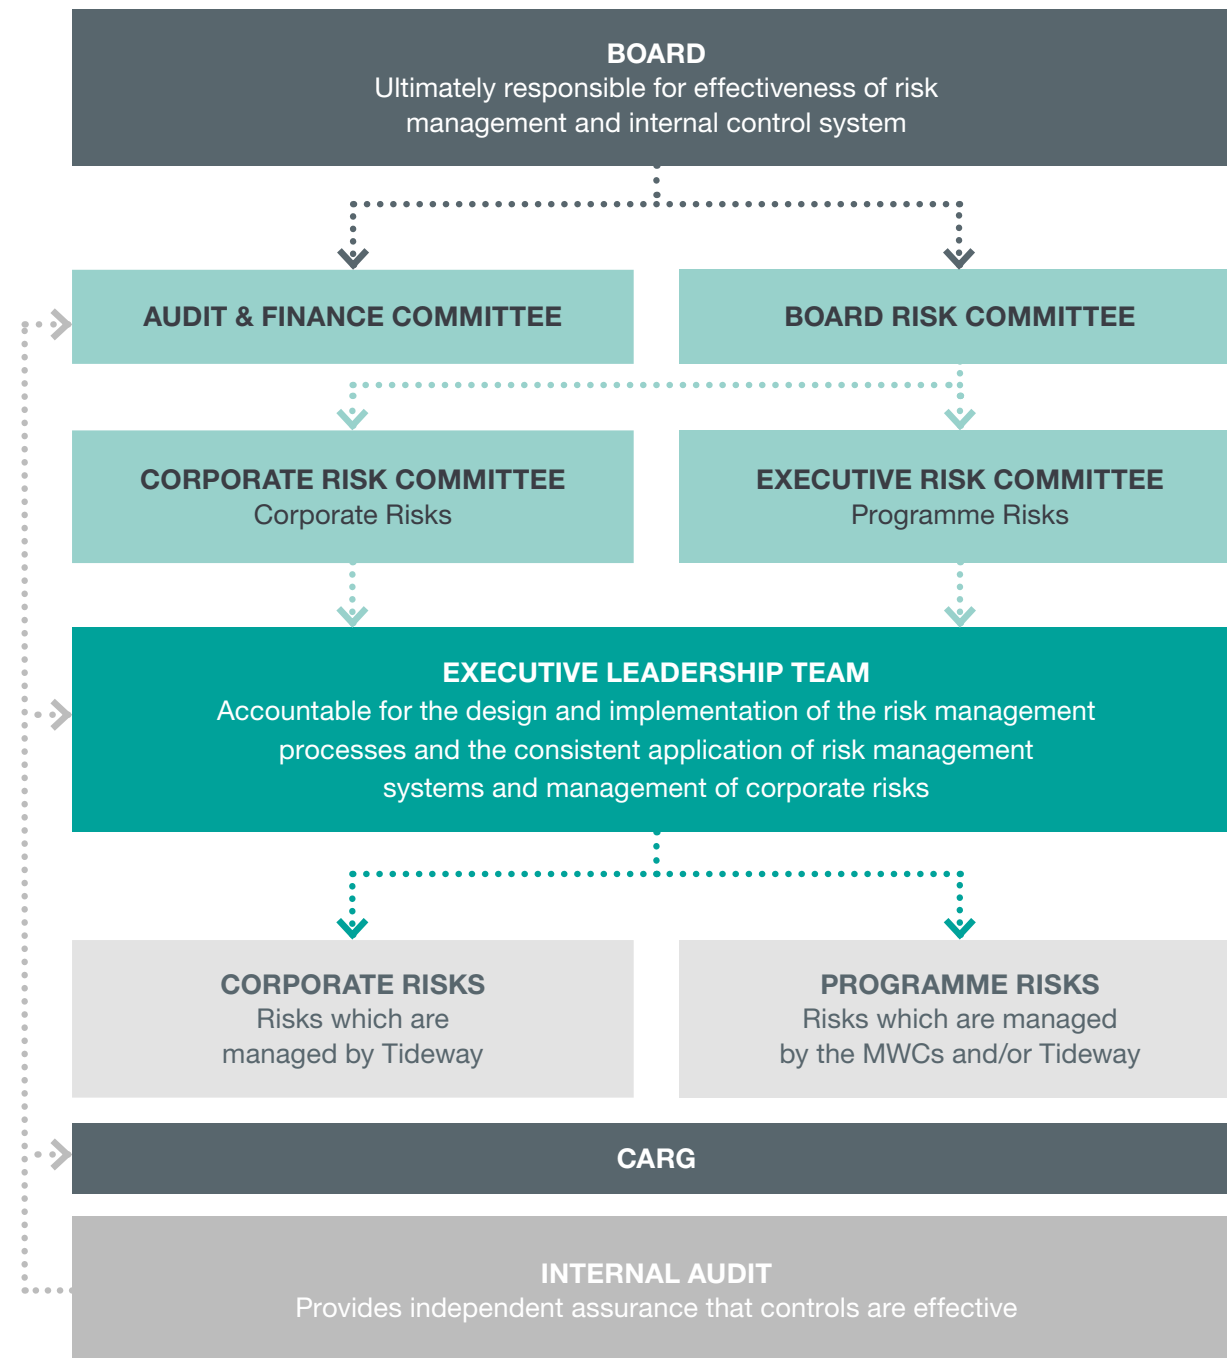 BOARD
Ultimately responsible for effectiveness of risk
management and internal control system
AUDIT & FINANCE COMMITTEE
BOARD RISK COMMITTEE
CORPORATE RISK COMMITTEE
Corporate Risks
EXECUTIVE RISK COMMITTEE
Programme Risks
EXECUTIVE LEADERSHIP TEAM
Accountable for the design and implementation of the risk management
processes and the consistent application of risk management
systems and management of corporate risks
CORPORATE RISKS
Risks which are
managed by Tideway
PROGRAMME RISKS
Risks which are managed
by the MWCs and/or Tideway
CARG
INTERNAL AUDIT
Provides independent assurance that controls are effective